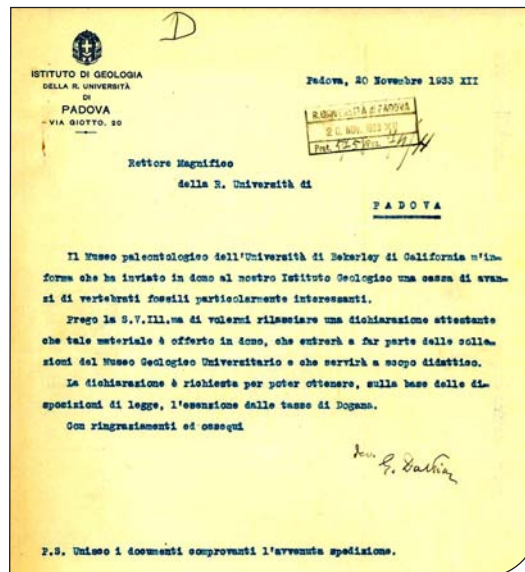 D
ISTITUTO DI GEOLOGIA
DELLA R. UNIVERSITÀ
DI
PADOVA
- VIA GIOTTO, 20
Padova, 20 Novembre 1933 XII
R. UNIVERSITÀ di PADOVA
20 NOV. 1933
Prot.
Rettore Magnifico
della R. Università di
PADOVA
Il Museo paleontologico dell'Università di Bekerley di California m'in-
forma che ha inviato in dono al nostro Istituto Geologico una cassa di avan-
zi di vertebrati fossili particolarmente interessanti.
Prego la S.V.Ill.ma di volermi rilasciare una dichiarazione attestante
che tale materiale è offerto in dono, che entrerà a far parte delle colle-
zioni del Museo Geologico Universitario e che servirà a scopo didattico.
La dichiarazione è richiesta per poter ottenere, sulla base delle di-
sposizioni di legge, l'esenzione dalle tasse di Dogana.
Con ringraziamenti ed ossequi
dev.
G. Dal Piaz
P.S. Unisco i documenti comprovanti l'avvenuta spedizione.